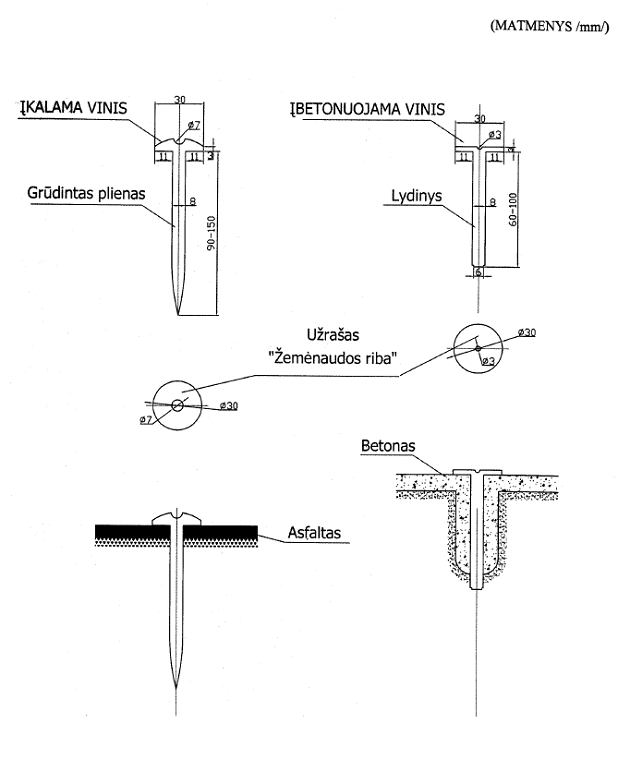 (MATMENYS /mm/)
ĮKALAMA VINIS
30
ø7
11
11
3
Grūdintas plienas
8
90-150
ĮBETONUOJAMA VINIS
30
ø3
11
11
Lydinys
8
60-100
6
Užrašas
"Žemėnaudos riba"
ø30
ø3
ø30
ø7
Betonas
Asfaltas